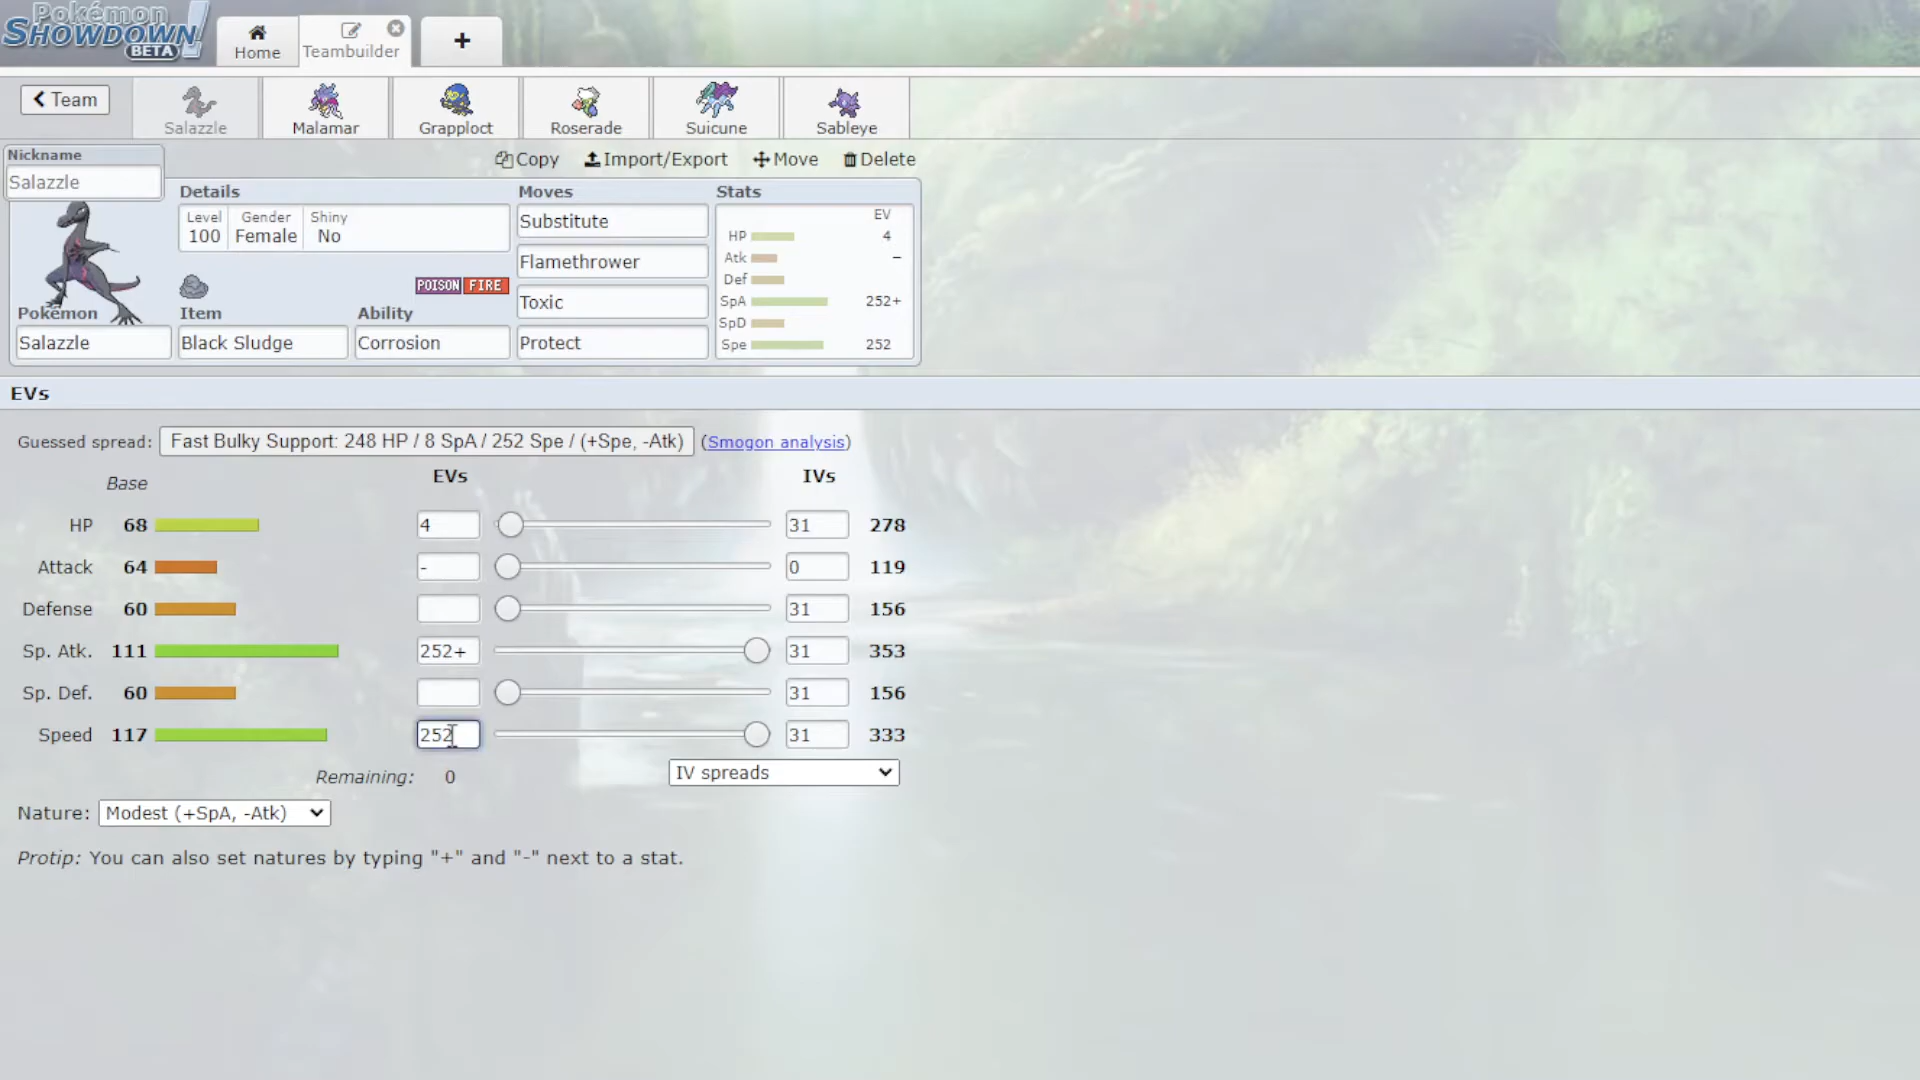 Pokémon
SHOWDOWN!
BETA
Home
Teambuilder
+
Team
Salazzle
Malamar
Grapploct
Roserade
Suicune
Sableye
Nickname
Salazzle
Copy
Import/Export
Move
Delete
Details
Moves
Stats
Level
Gender
Shiny
100
Female
No
POISON FIRE
Pokémon
Item
Ability
Salazzle
Black Sludge
Corrosion
Substitute
Flamethrower
Toxic
Protect
EV
HP 4
Atk –
Def
SpA 252+
SpD
Spe 252
EVs
Guessed spread: Fast Bulky Support: 248 HP / 8 SpA / 252 Spe / (+Spe, -Atk) (Smogon analysis)
Base EVs IVs
HP 68 4 31 278
Attack 64 - 0 119
Defense 60 31 156
Sp. Atk. 111 252+ 31 353
Sp. Def. 60 31 156
Speed 117 252 31 333
Remaining: 0 IV spreads
Nature: Modest (+SpA, -Atk)
Protip: You can also set natures by typing "+" and "-" next to a stat.